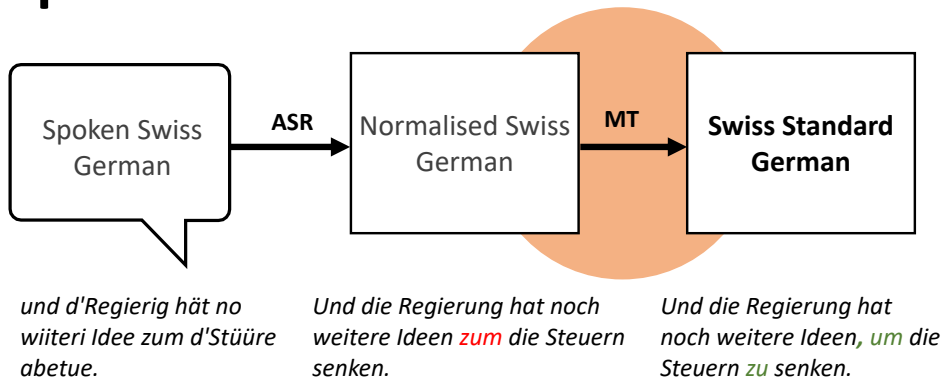 Spoken Swiss
German
ASR
Normalised Swiss
German
MT
Swiss Standard
German
und d'Regierig hät no
wiiteri Idee zum d'Stüüre
abetue.
Und die Regierung hat noch
weitere Ideen zum die Steuern
senken.
Und die Regierung hat
noch weitere Ideen, um die
Steuern zu senken.